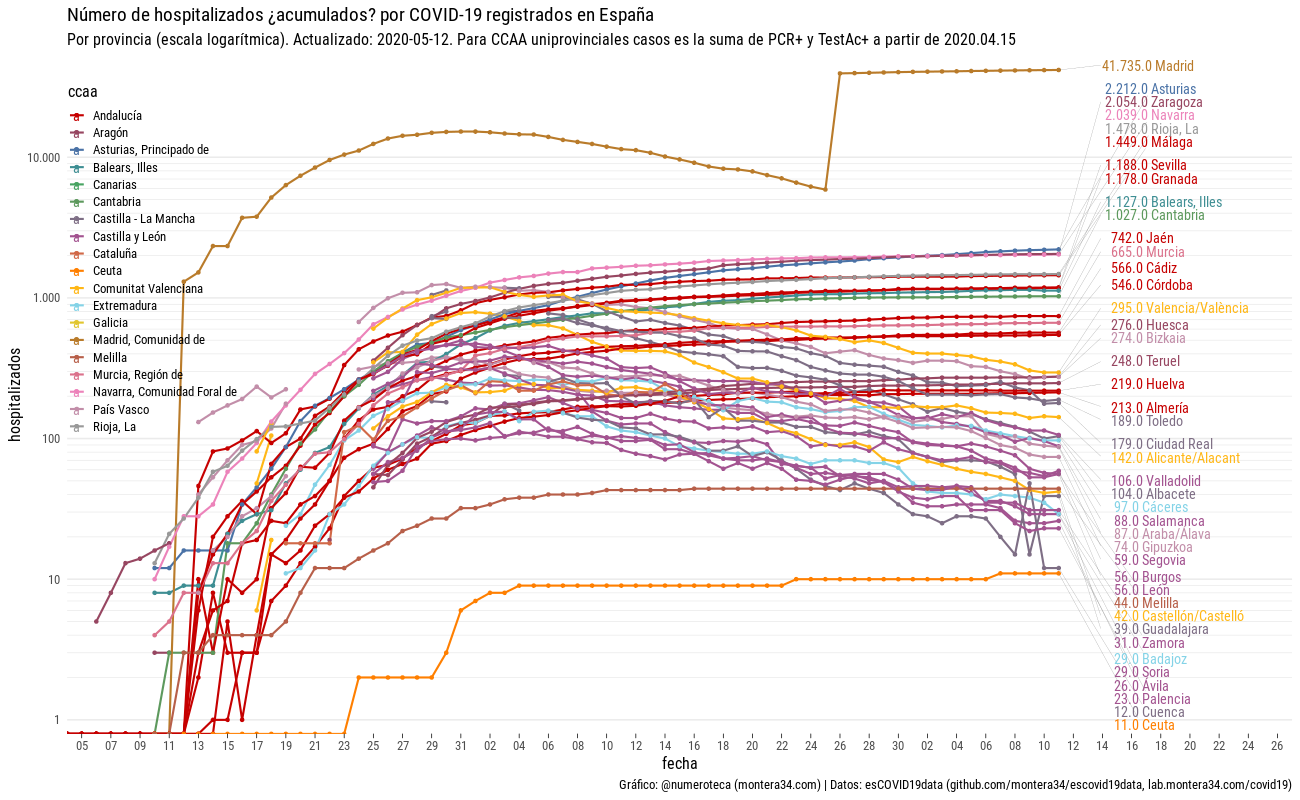 Número de hospitalizados ¿acumulados? por COVID-19 registrados en España
Por provincia (escala logarítmica). Actualizado: 2020-05-12. Para CCAA uniprovinciales casos es la suma de PCR+ y TestAc+ a partir de 2020.04.15
ccaa
Andalucía
Aragón
Asturias, Principado de
Balears, Illes
Canarias
Cantabria
Castilla - La Mancha
Castilla y León
Cataluña
Ceuta
Comunitat Valenciana
Extremadura
Galicia
Madrid, Comunidad de
Melilla
Murcia, Región de
Navarra, Comunidad Foral de
País Vasco
Rioja, La
hospitalizados
10.000
1.000
100
10
1
41.735.0 Madrid
2.212.0 Asturias
2.054.0 Zaragoza
2.039.0 Navarra
1.478.0 Rioja, La
1.449.0 Málaga
1.188.0 Sevilla
1.178.0 Granada
1.127.0 Balears, Illes
1.027.0 Cantabria
742.0 Jaén
665.0 Murcia
566.0 Cádiz
546.0 Córdoba
295.0 Valencia/València
276.0 Huesca
274.0 Bizkaia
248.0 Teruel
219.0 Huelva
213.0 Almería
189.0 Toledo
179.0 Ciudad Real
142.0 Alicante/Alacant
106.0 Valladolid
104.0 Albacete
97.0 Cáceres
88.0 Salamanca
87.0 Araba/Álava
74.0 Gipuzkoa
59.0 Segovia
56.0 Burgos
56.0 León
44.0 Melilla
42.0 Castellón/Castelló
39.0 Guadalajara
31.0 Zamora
29.0 Badajoz
29.0 Soria
26.0 Ávila
23.0 Palencia
12.0 Cuenca
11.0 Ceuta
05 07 09 11 13 15 17 19 21 23 25 27 29 31 02 04 06 08 10 12 14 16 18 20 22 24 26 28 30 02 04 06 08 10 12 14 16 18 20 22 24 26
fecha
Gráfico: @numeroteca (montera34.com) | Datos: esCOVID19data (github.com/montera34/escovid19data, lab.montera34.com/covid19)